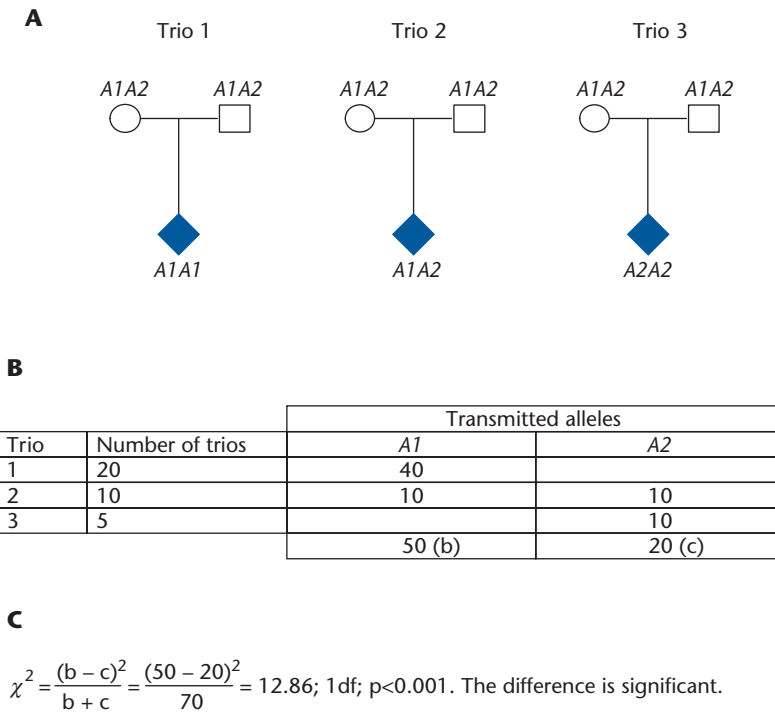 A
Trio 1 Trio 2 Trio 3
A1A2 A1A2 A1A2 A1A2 A1A2 A1A2
A1A1 A1A2 A2A2
B
Transmitted alleles
Trio Number of trios A1 A2
1 20 40
2 10 10 10
3 5 10
50 (b) 20 (c)
C
χ² = (b – c)² / b + c = (50 – 20)² / 70 = 12.86; 1df; p<0.001. The difference is significant.